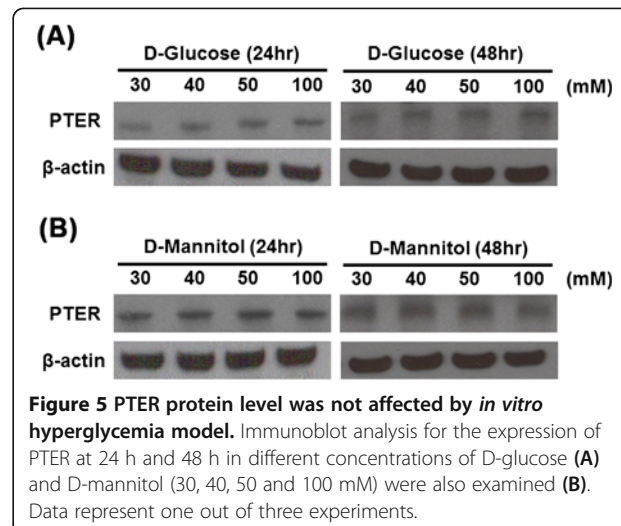 (A)
D-Glucose (24hr) D-Glucose (48hr)
30 40 50 100 30 40 50 100 (mM)
PTER
β-actin
(B)
D-Mannitol (24hr) D-Mannitol (48hr)
30 40 50 100 30 40 50 100 (mM)
PTER
β-actin
Figure 5 PTER protein level was not affected by in vitro
hyperglycemia model. Immunoblot analysis for the expression of
PTER at 24 h and 48 h in different concentrations of D-glucose (A)
and D-mannitol (30, 40, 50 and 100 mM) were also examined (B).
Data represent one out of three experiments.